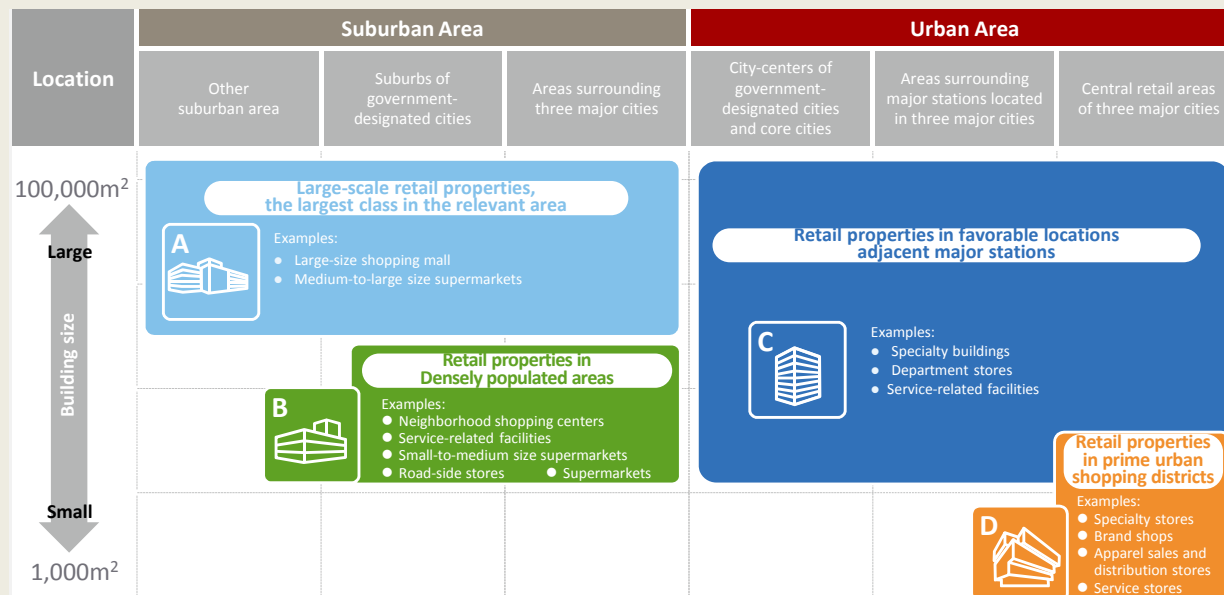 Location
Suburban Area
Urban Area
Other
suburban area
Suburbs of
government-
designated cities
Areas surrounding
three major cities
City-centers of
government-
designated cities
and core cities
Areas surrounding
major stations located
in three major cities
Central retail areas
of three major cities
100,000m²
Large
Building size
Small
1,000m²
Large-scale retail properties,
the largest class in the relevant area
A
Examples:
● Large-size shopping mall
● Medium-to-large size supermarkets
Retail properties in
Densely populated areas
B
Examples:
● Neighborhood shopping centers
● Service-related facilities
● Small-to-medium size supermarkets
● Road-side stores ● Supermarkets
Retail properties in favorable locations
adjacent major stations
C
Examples:
● Specialty buildings
● Department stores
● Service-related facilities
Retail properties
in prime urban
shopping districts
D
Examples:
● Specialty stores
● Brand shops
● Apparel sales and
distribution stores
● Service stores